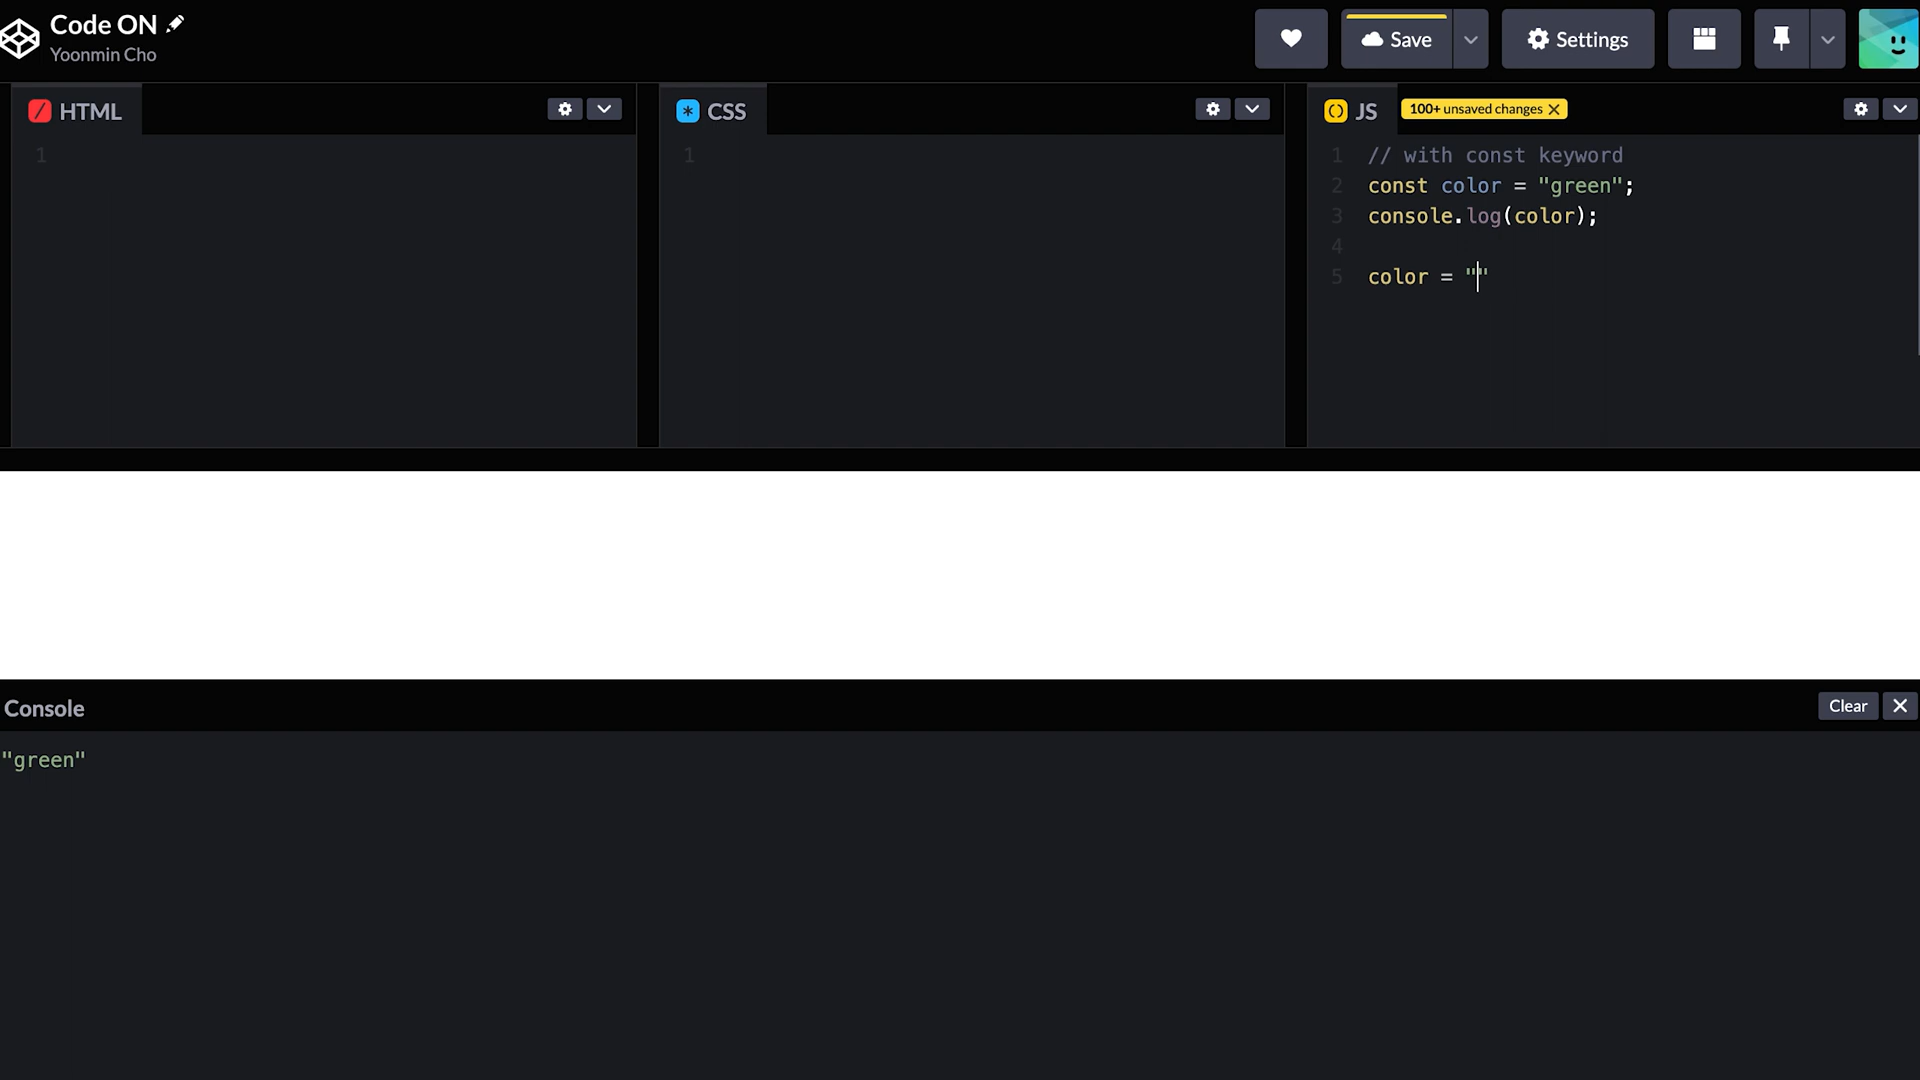 Code ON
Yoonmin Cho
Save
Settings
HTML
CSS
JS
100+ unsaved changes
1
1
1 // with const keyword
2 const color = "green";
3 console.log(color);
4
5 color = ""
Console
Clear
"green"